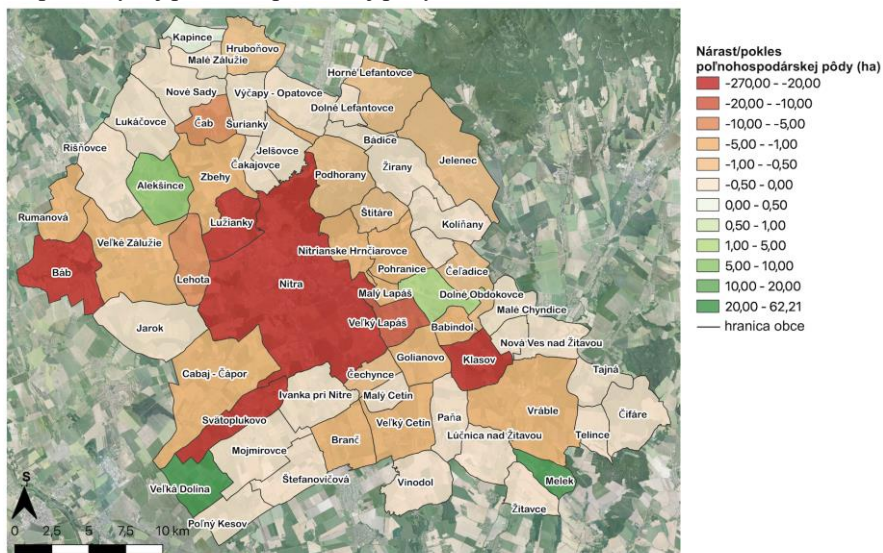 Kapince
Hruboňovo
Malé Zálužie
Horné Lefantovce
Nové Sady
Výčapy - Opatovce
Dolné Lefantovce
Lukáčovce
Čab
Šurianky
Bádice
Rišňovce
Jelšovce
Čakajovce
Žirany
Jelenec
Alekšince
Zbehy
Podhorany
Rumanová
Lužianky
Štitáre
Kolíňany
Veľké Zálužie
Nitrianske Hrnčiarovce
Báb
Lehota
Nitra
Pohranice
Čeľadice
Malý Lapáš
Dolné Obdokovce
Malé Chyndice
Jarok
Veľký Lapáš
Babindol
Nová Ves nad Žitavou
Golianovo
Klasov
Cabaj - Čápor
Čechynce
Tajná
Ivanka pri Nitre
Malý Cetín
Svätoplukovo
Paňa
Vráble
Čifáre
Veľký Cetín
Branč
Lúčnica nad Žitavou
Telince
Mojmírovce
Štefanovičová
Vinodol
Melek
Veľká Dolina
Žitavce
Poľný Kesov
S
0 2,5 5 7,5 10 km
Nárast/pokles
poľnohospodárskej pôdy (ha)
-270,00 - -20,00
-20,00 - -10,00
-10,00 - -5,00
-5,00 - -1,00
-1,00 - -0,50
-0,50 - 0,00
0,00 - 0,50
0,50 - 1,00
1,00 - 5,00
5,00 - 10,00
10,00 - 20,00
20,00 - 62,21
hranica obce